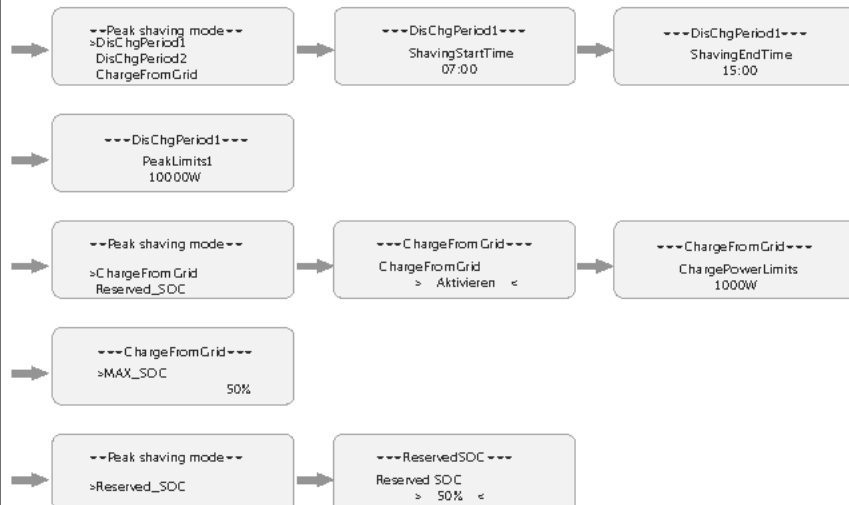 ===Peak shaving mode===
>DisChgPeriod1
DisChgPeriod2
ChargeFromGrid
===DisChgPeriod1===
ShavingStartTime
07:00
===DisChgPeriod1===
ShavingEndTime
15:00
===DisChgPeriod1===
PeakLimits1
10000W
==Peak shaving mode==
>ChargeFromGrid
Reserved_SOC
===ChargeFromGrid===
ChargeFromGrid
> Aktivieren <
===ChargeFromGrid===
ChargePowerLimits
1000W
===ChargeFromGrid===
>MAX_SOC
50%
==Peak shaving mode==
>Reserved_SOC
===ReservedSOC===
Reserved SOC
> 50% <